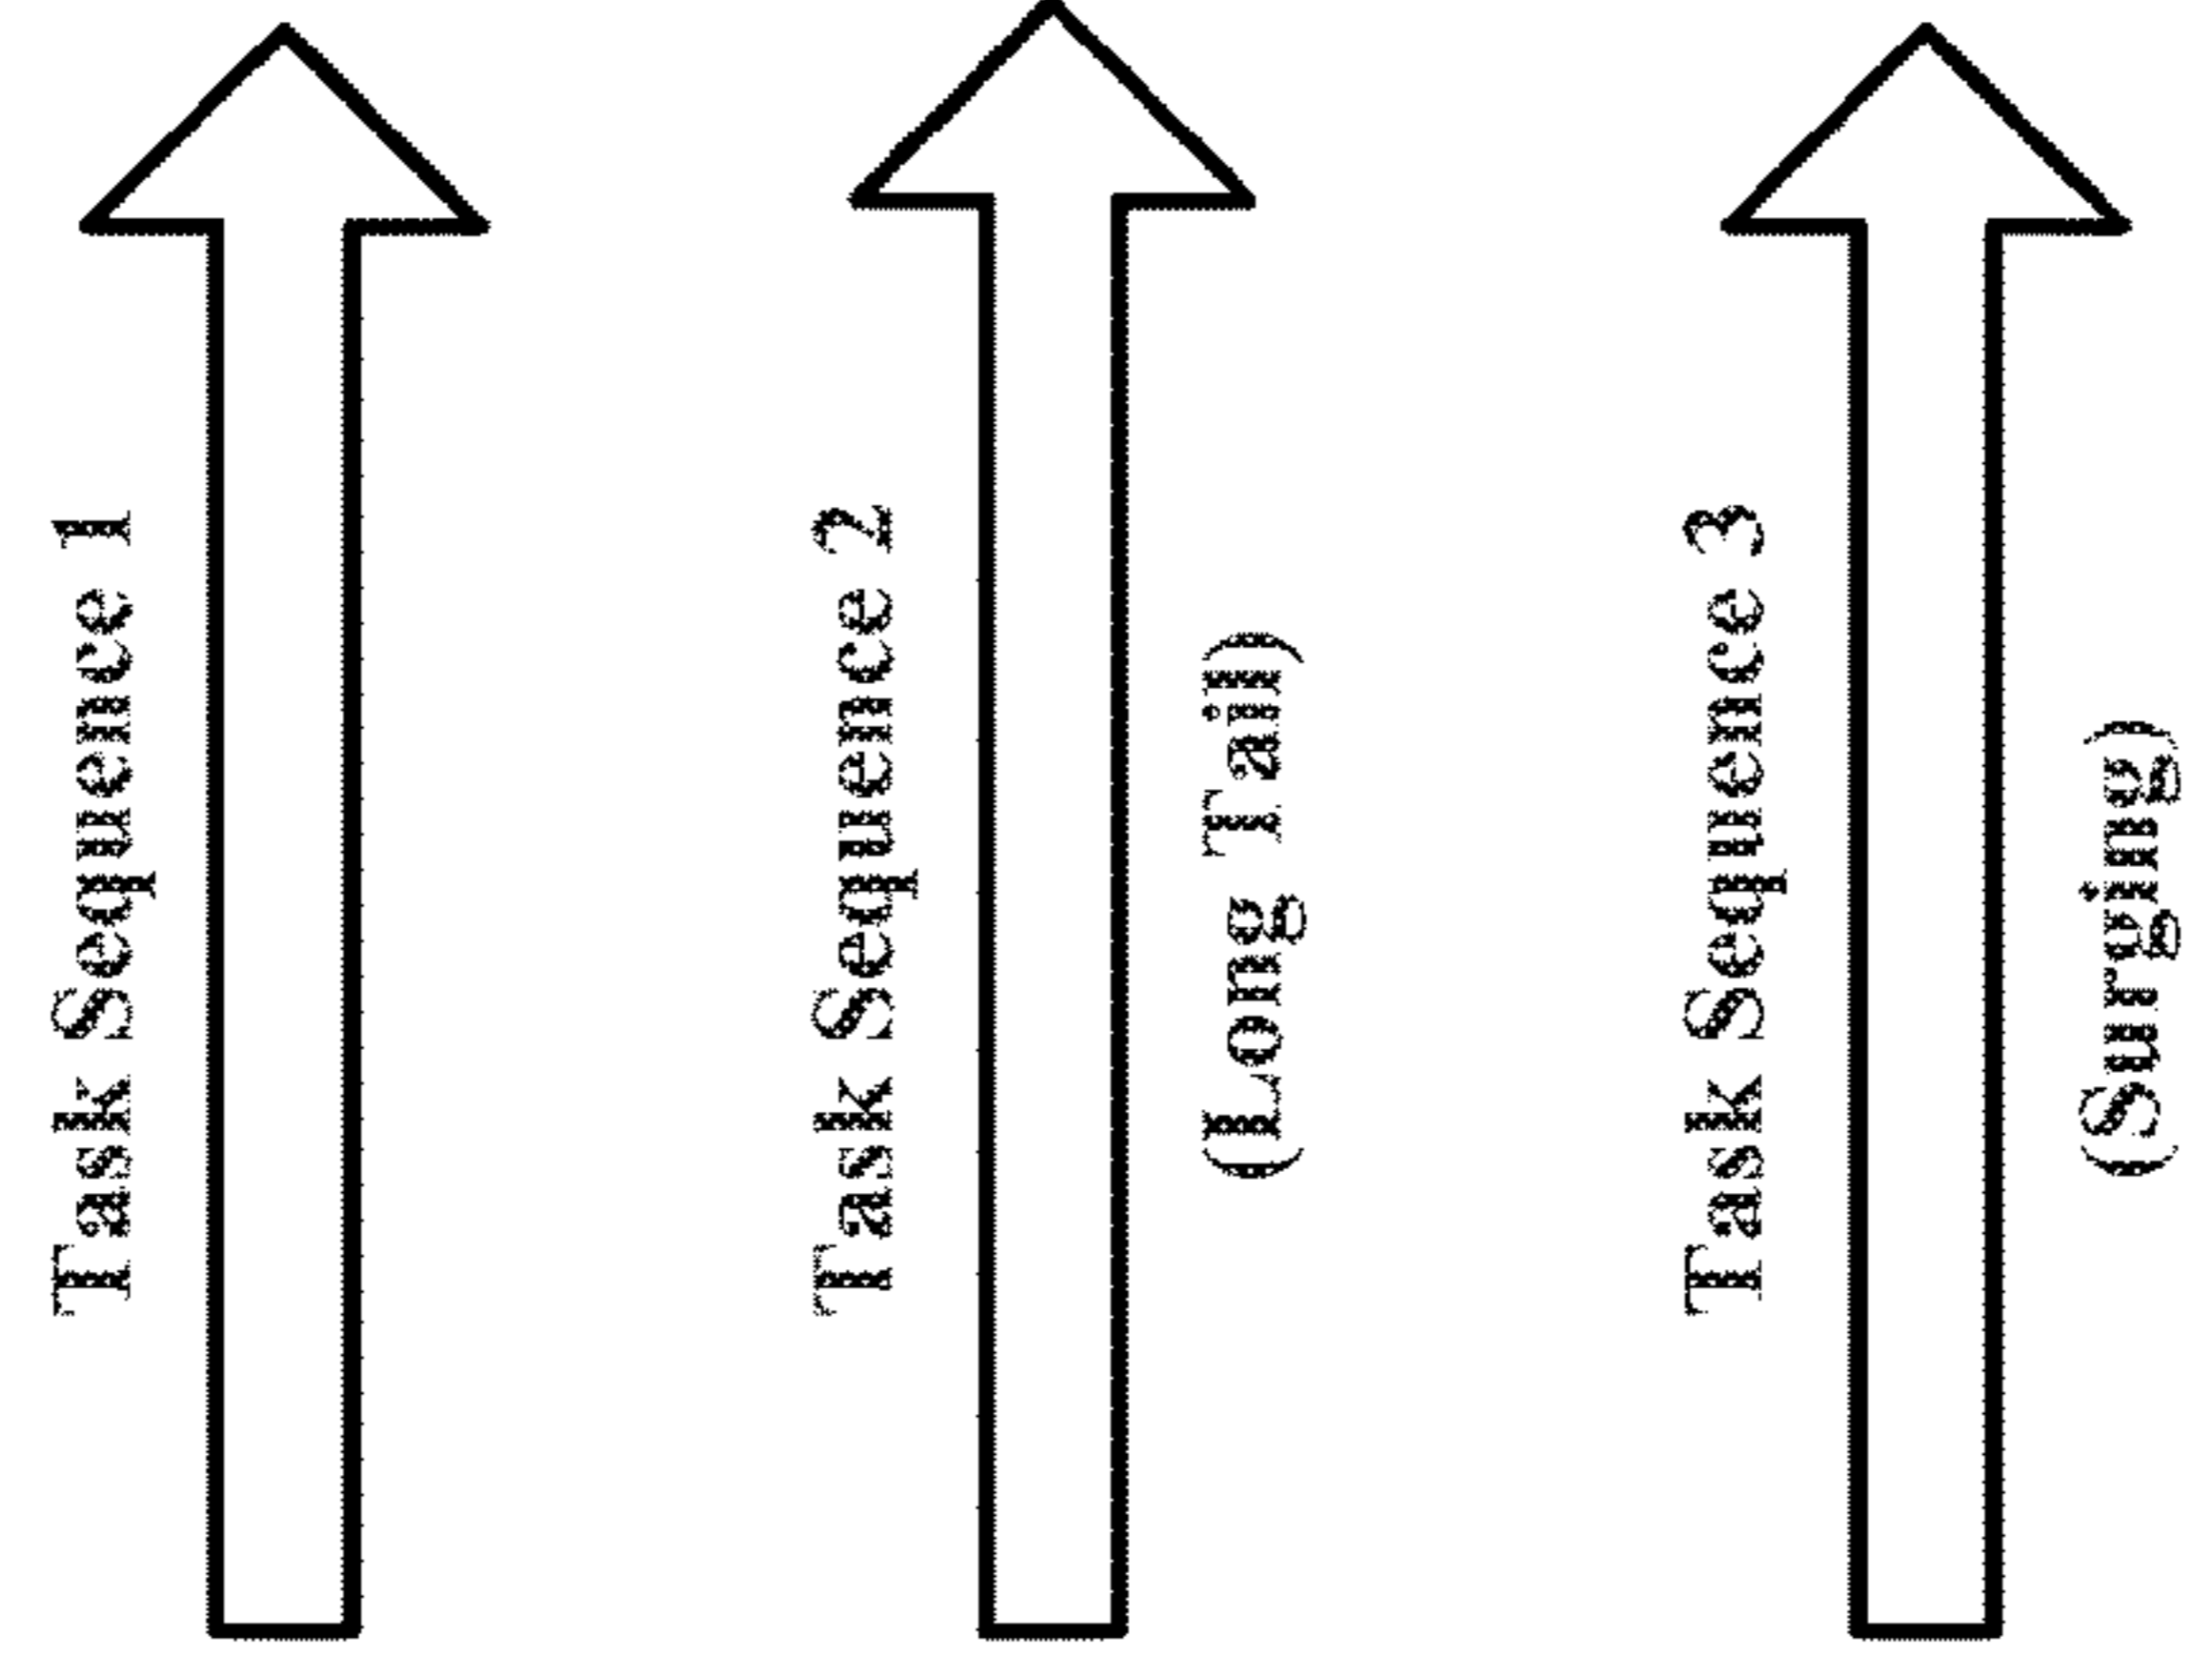 Task Sequence 1
Task Sequence 2
(Long Tail)
Task Sequence 3
(Surging)